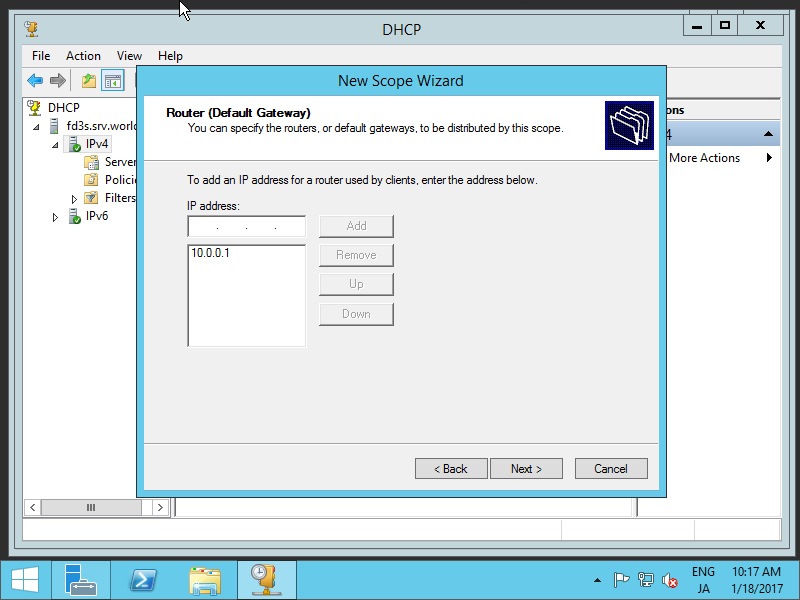 DHCP
File Action View Help
DHCP
fd3s.srv.worl
IPv4
Server
Policie
Filters
IPv6
ons
4
More Actions
New Scope Wizard
Router (Default Gateway)
You can specify the routers, or default gateways, to be distributed by this scope.
To add an IP address for a router used by clients, enter the address below.
IP address:
. . .
Add
10.0.0.1
Remove
Up
Down
< Back Next > Cancel
ENG 10:17 AM
JA 1/18/2017